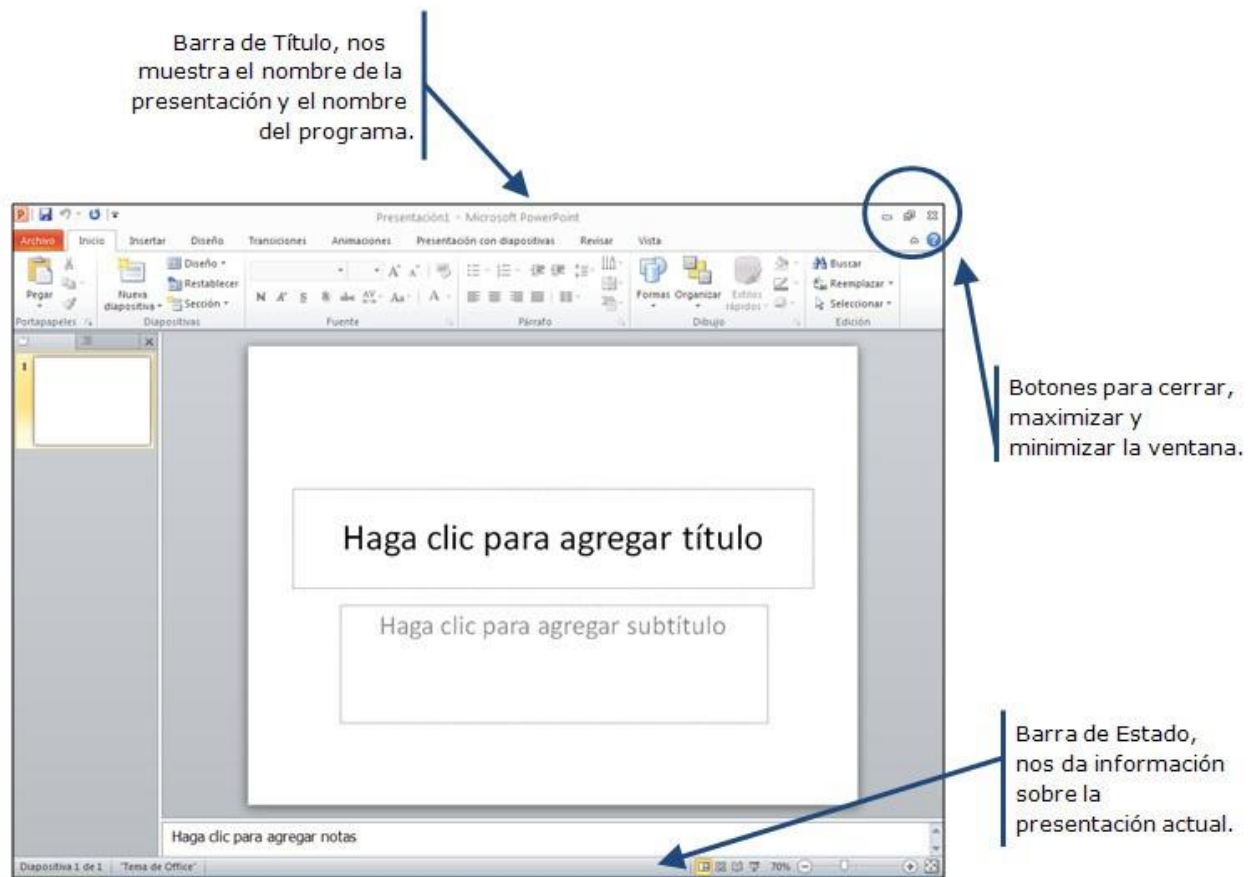 Barra de Título, nos
muestra el nombre de la
presentación y el nombre
del programa.
Presentación1 - Microsoft PowerPoint
Archivo Inicio Insertar Diseño Transiciones Animaciones Presentación con diapositivas Revisar Vista
Pegar
Nueva
diapositiva
Diseño
Restablecer
Sección
N K S S abc AV Aa A
Formas Organizar Estilos
rápidos
Buscar
Reemplazar
Seleccionar
Portapapeles Diapositivas Fuente Párrafo Dibujo Edición
1
Botones para cerrar,
maximizar y
minimizar la ventana.
Haga clic para agregar título
Haga clic para agregar subtítulo
Barra de Estado,
nos da información
sobre la
presentación actual.
Haga clic para agregar notas
Diapositiva 1 de 1 "Tema de Office" 70%